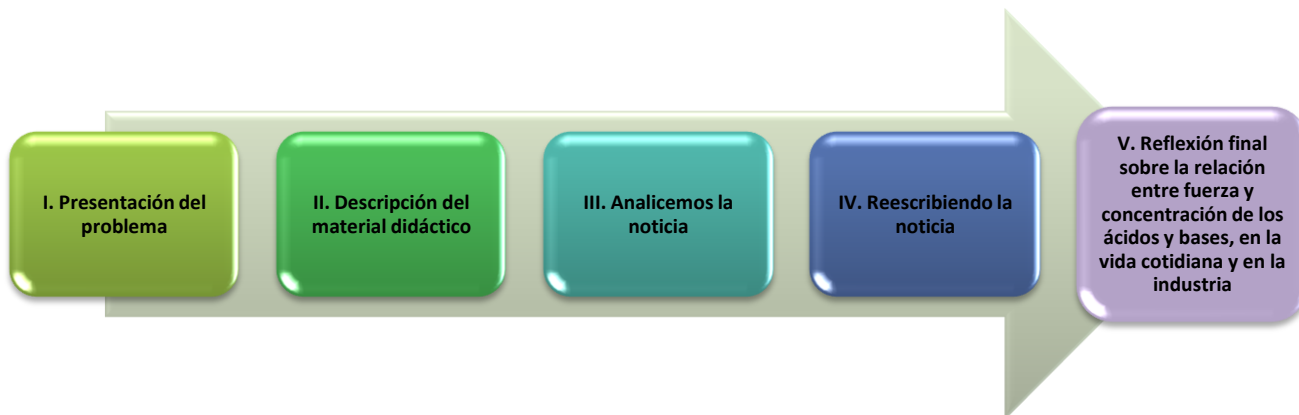 I. Presentación del
problema
II. Descripción del
material didáctico
III. Analicemos la
noticia
IV. Reescribiendo la
noticia
V. Reflexión final
sobre la relación
entre fuerza y
concentración de los
ácidos y bases, en la
vida cotidiana y en la
industria